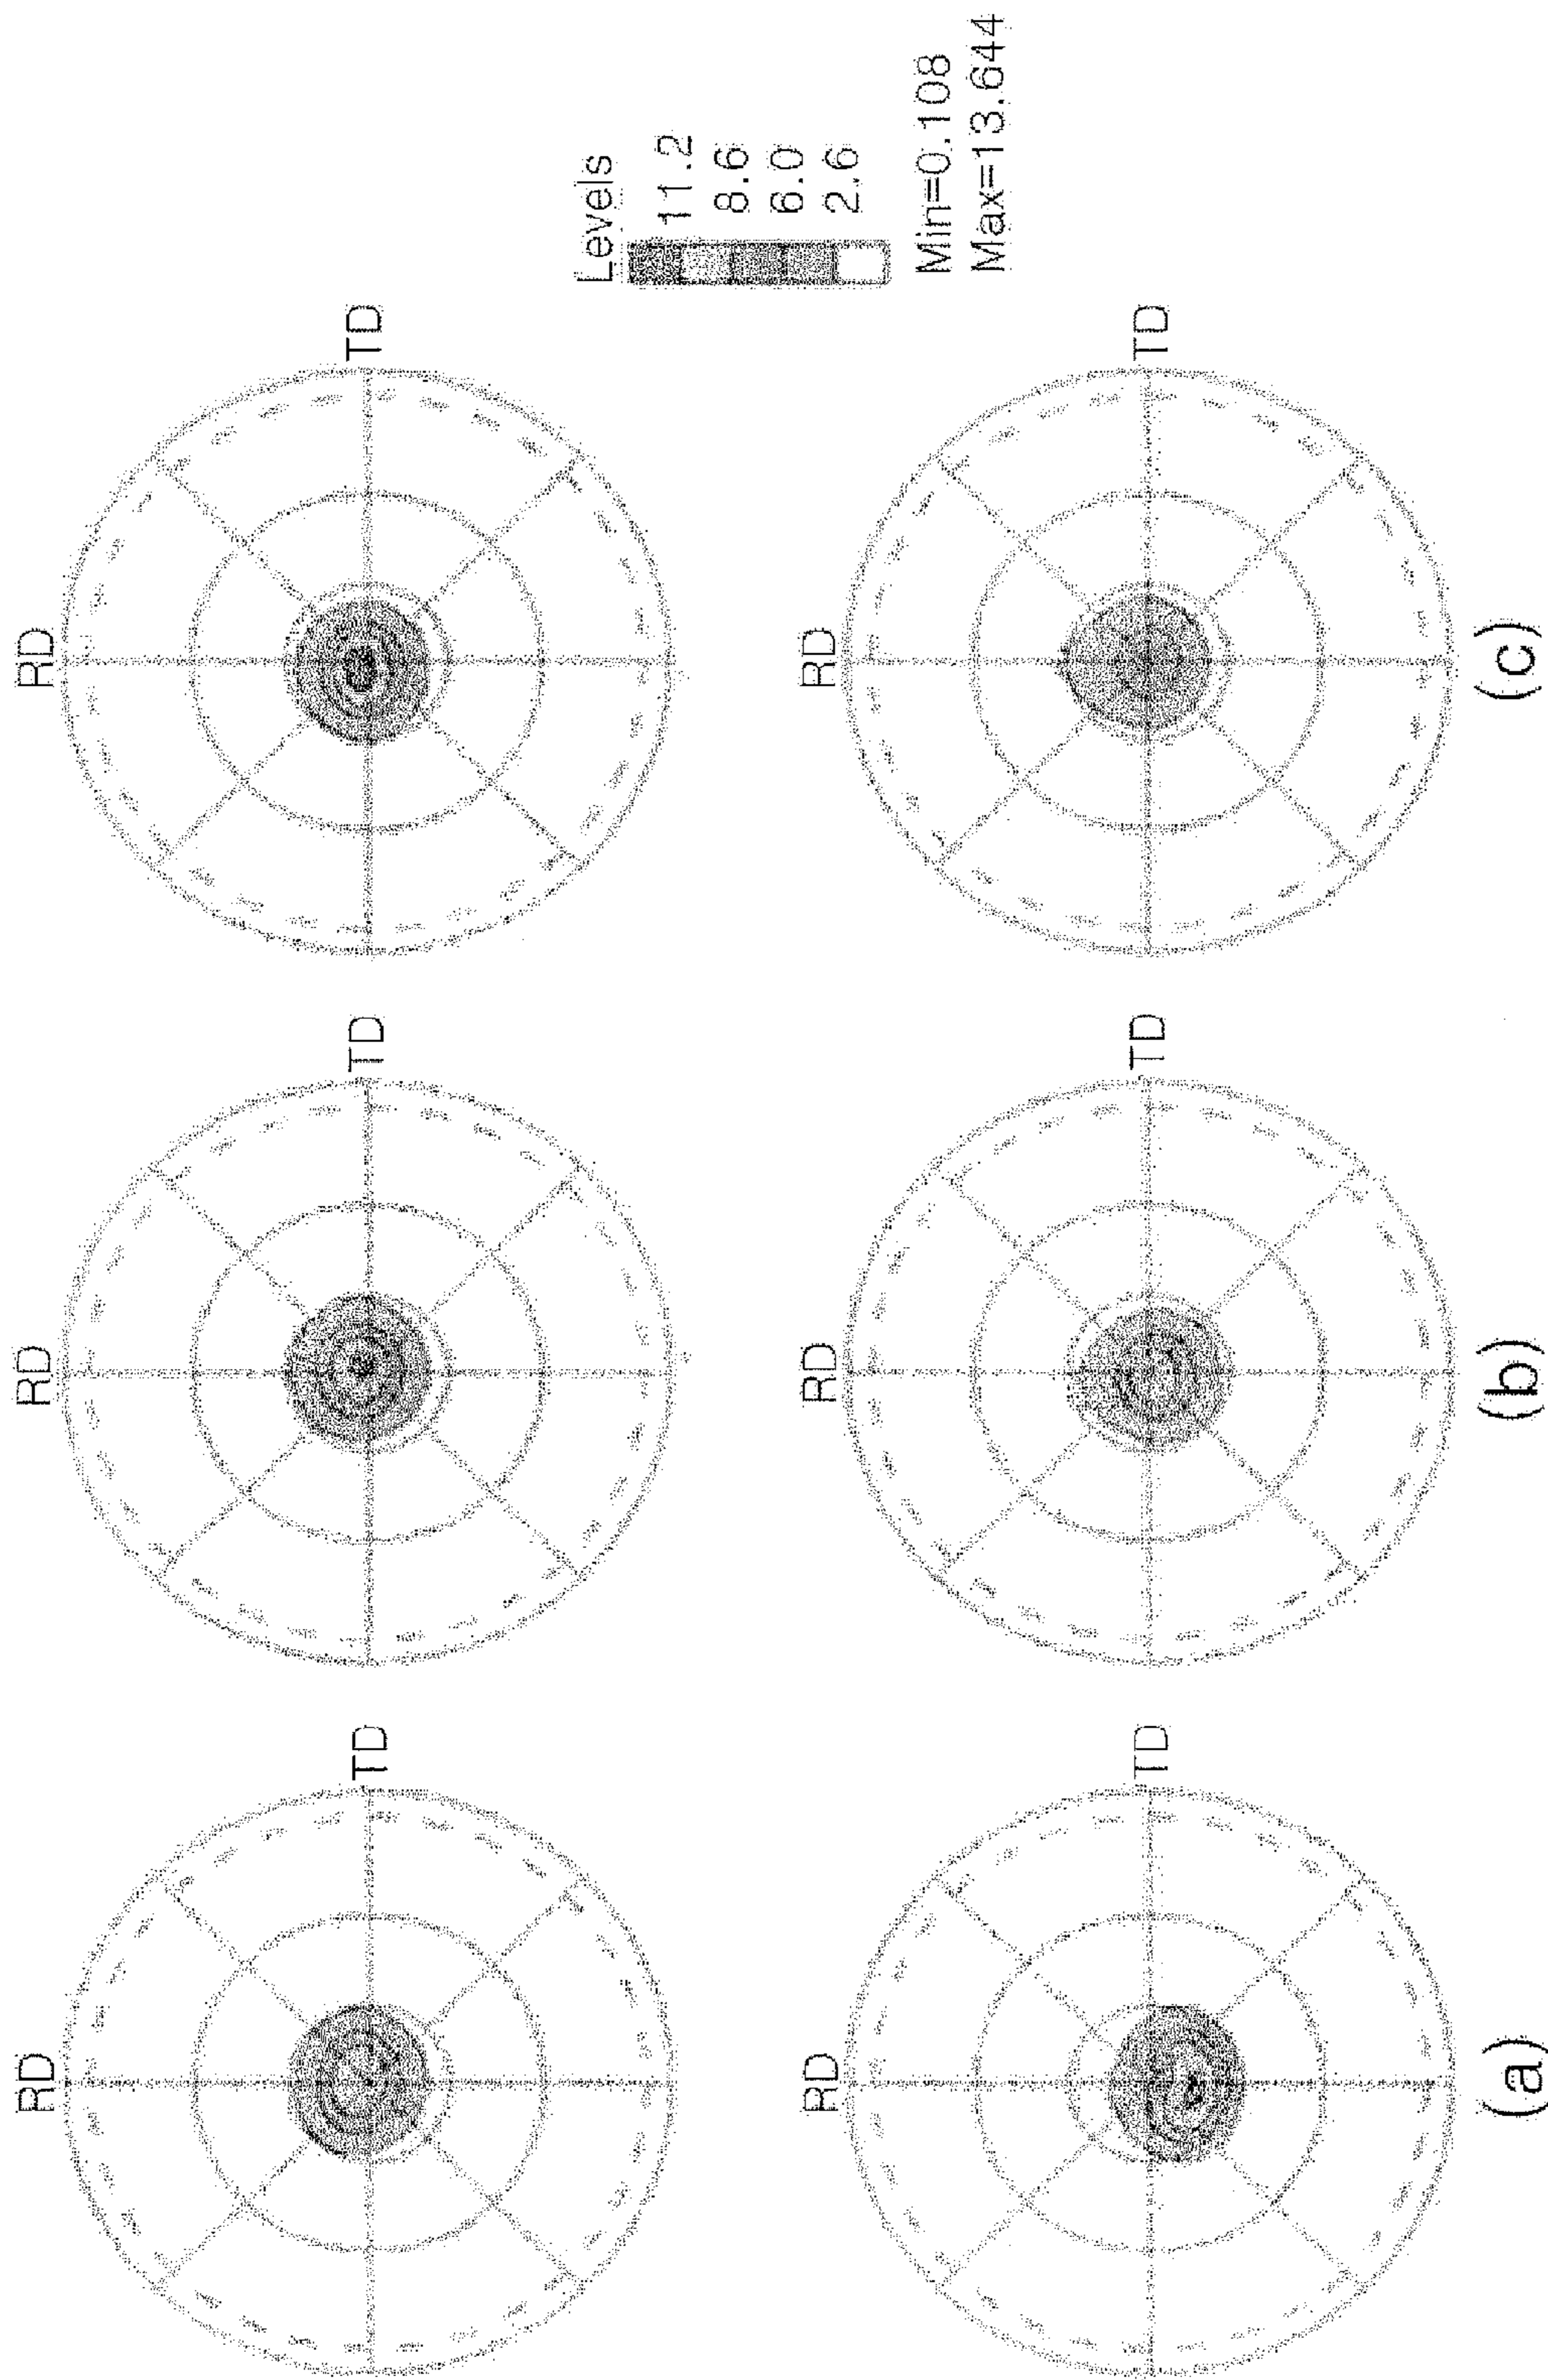 RD
RD
RD
TD
TD
TD
Levels
11.2
8.6
6.0
2.6
Min=0.108
Max=13.644
RD
RD
RD
TD
TD
TD
(a)
(b)
(c)